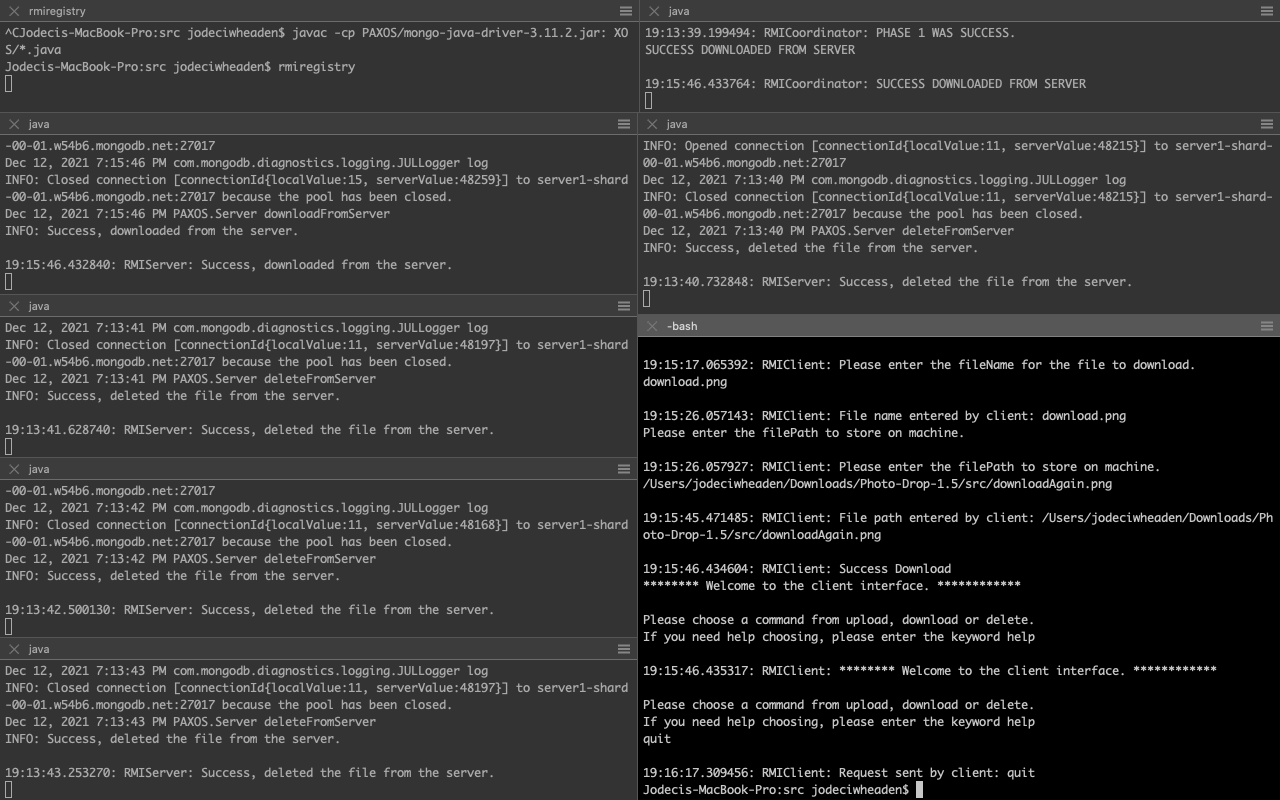 rmiregistry
^CJodecis-MacBook-Pro:src jodeciwheaden$ javac -cp PAXOS/mongo-java-driver-3.11.2.jar: XO
S/*.java
Jodecis-MacBook-Pro:src jodeciwheaden$ rmiregistry
java
19:13:39.199494: RMICoordinator: PHASE 1 WAS SUCCESS.
SUCCESS DOWNLOADED FROM SERVER
19:15:46.433764: RMICoordinator: SUCCESS DOWNLOADED FROM SERVER
java
-00-01.w54b6.mongodb.net:27017
Dec 12, 2021 7:15:46 PM com.mongodb.diagnostics.logging.JULLogger log
INFO: Closed connection [connectionId{localValue:15, serverValue:48259}] to server1-shard
-00-01.w54b6.mongodb.net:27017 because the pool has been closed.
Dec 12, 2021 7:15:46 PM PAXOS.Server downloadFromServer
INFO: Success, downloaded from the server.
19:15:46.432840: RMIServer: Success, downloaded from the server.
java
INFO: Opened connection [connectionId{localValue:11, serverValue:48215}] to server1-shard-
00-01.w54b6.mongodb.net:27017
Dec 12, 2021 7:13:40 PM com.mongodb.diagnostics.logging.JULLogger log
INFO: Closed connection [connectionId{localValue:11, serverValue:48215}] to server1-shard-
00-01.w54b6.mongodb.net:27017 because the pool has been closed.
Dec 12, 2021 7:13:40 PM PAXOS.Server deleteFromServer
INFO: Success, deleted the file from the server.
19:13:40.732848: RMIServer: Success, deleted the file from the server.
java
Dec 12, 2021 7:13:41 PM com.mongodb.diagnostics.logging.JULLogger log
INFO: Closed connection [connectionId{localValue:11, serverValue:48197}] to server1-shard
-00-01.w54b6.mongodb.net:27017 because the pool has been closed.
Dec 12, 2021 7:13:41 PM PAXOS.Server deleteFromServer
INFO: Success, deleted the file from the server.
19:13:41.628740: RMIServer: Success, deleted the file from the server.
java
-00-01.w54b6.mongodb.net:27017
Dec 12, 2021 7:13:42 PM com.mongodb.diagnostics.logging.JULLogger log
INFO: Closed connection [connectionId{localValue:11, serverValue:48168}] to server1-shard
-00-01.w54b6.mongodb.net:27017 because the pool has been closed.
Dec 12, 2021 7:13:42 PM PAXOS.Server deleteFromServer
INFO: Success, deleted the file from the server.
19:13:42.500130: RMIServer: Success, deleted the file from the server.
java
Dec 12, 2021 7:13:43 PM com.mongodb.diagnostics.logging.JULLogger log
INFO: Closed connection [connectionId{localValue:11, serverValue:48197}] to server1-shard
-00-01.w54b6.mongodb.net:27017 because the pool has been closed.
Dec 12, 2021 7:13:43 PM PAXOS.Server deleteFromServer
INFO: Success, deleted the file from the server.
19:13:43.253270: RMIServer: Success, deleted the file from the server.
-bash
19:15:17.065392: RMIClient: Please enter the fileName for the file to download.
download.png
19:15:26.057143: RMIClient: File name entered by client: download.png
Please enter the filePath to store on machine.
19:15:26.057927: RMIClient: Please enter the filePath to store on machine.
/Users/jodeciwheaden/Downloads/Photo-Drop-1.5/src/downloadAgain.png
19:15:45.471485: RMIClient: File path entered by client: /Users/jodeciwheaden/Downloads/Ph
oto-Drop-1.5/src/downloadAgain.png
19:15:46.434604: RMIClient: Success Download
******** Welcome to the client interface. ************
Please choose a command from upload, download or delete.
If you need help choosing, please enter the keyword help
19:15:46.435317: RMIClient: ******** Welcome to the client interface. ************
Please choose a command from upload, download or delete.
If you need help choosing, please enter the keyword help
quit
19:16:17.309456: RMIClient: Request sent by client: quit
Jodecis-MacBook-Pro:src jodeciwheaden$